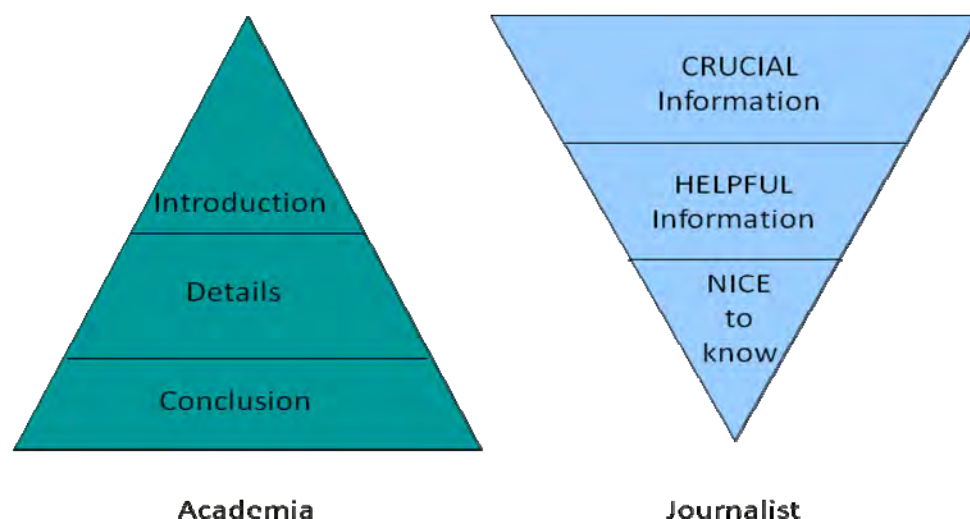 Introduction
Details
Conclusion
Academia
CRUCIAL
Information
HELPFUL
Information
NICE
to
know
Journalist